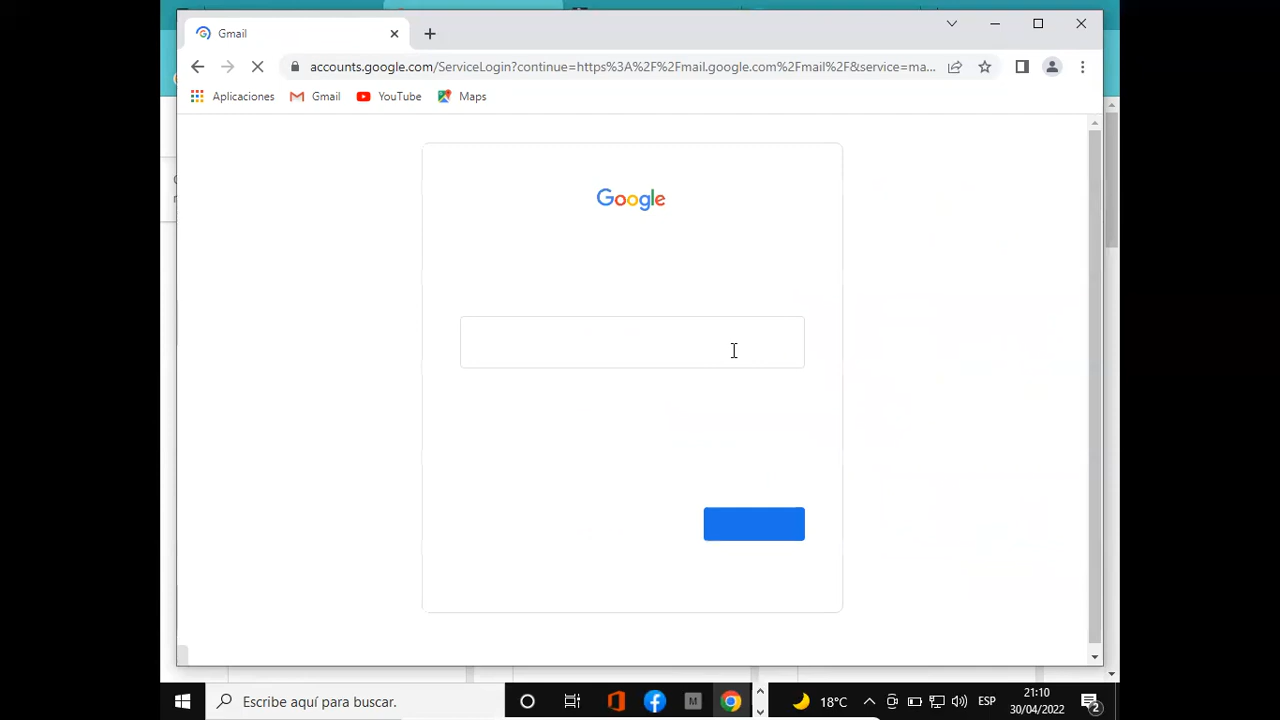 Gmail
accounts.google.com/ServiceLogin?continue=https%3A%2F%2Fmail.google.com%2Fmail%2F&service=ma...
Aplicaciones
Gmail
YouTube
Maps
Google
Escribe aquí para buscar.
M
18°C
ESP
21:10
30/04/2022
2